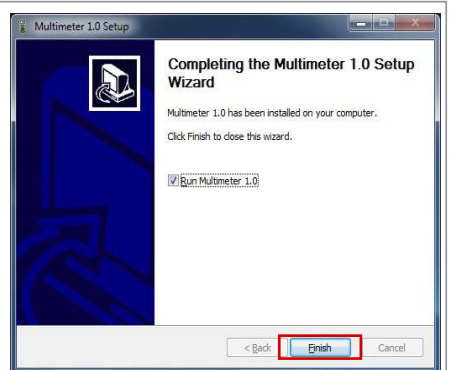 Multimeter 1.0 Setup
Completing the Multimeter 1.0 Setup
Wizard
Multimeter 1.0 has been installed on your computer.
Click Finish to close this wizard.
Run Multimeter 1.0
< Back
Finish
Cancel